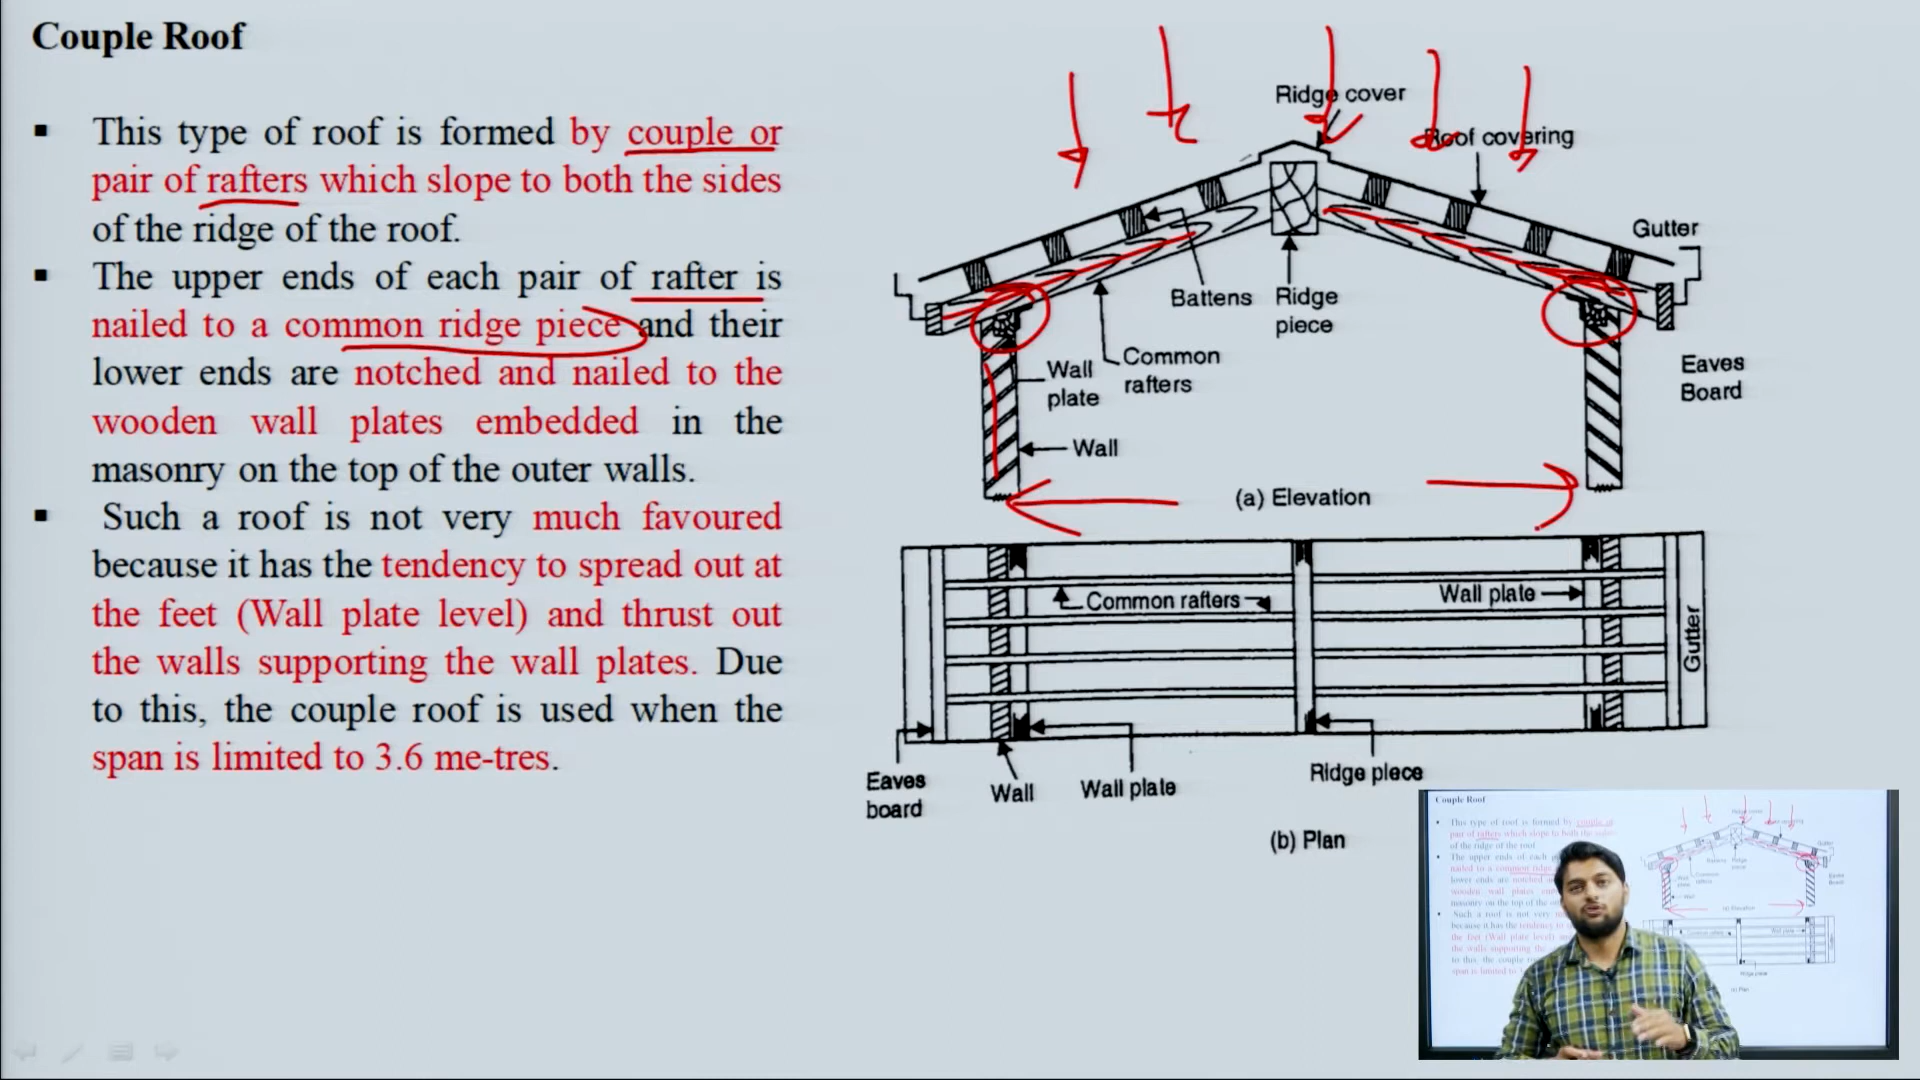 Couple Roof
▪ This type of roof is formed by couple or
pair of rafters which slope to both the sides
of the ridge of the roof.
▪ The upper ends of each pair of rafter is
nailed to a common ridge piece and their
lower ends are notched and nailed to the
wooden wall plates embedded in the
masonry on the top of the outer walls.
▪ Such a roof is not very much favoured
because it has the tendency to spread out at
the feet (Wall plate level) and thrust out
the walls supporting the wall plates. Due
to this, the couple roof is used when the
span is limited to 3.6 me-tres.
Ridge cover
Roof covering
Gutter
Battens
Ridge
piece
Common
rafters
Wall
plate
Eaves
Board
Wall
(a) Elevation
Common rafters
Wall plate
Gutter
Eaves
board
Wall
Wall plate
Ridge piece
(b) Plan
Couple Roof